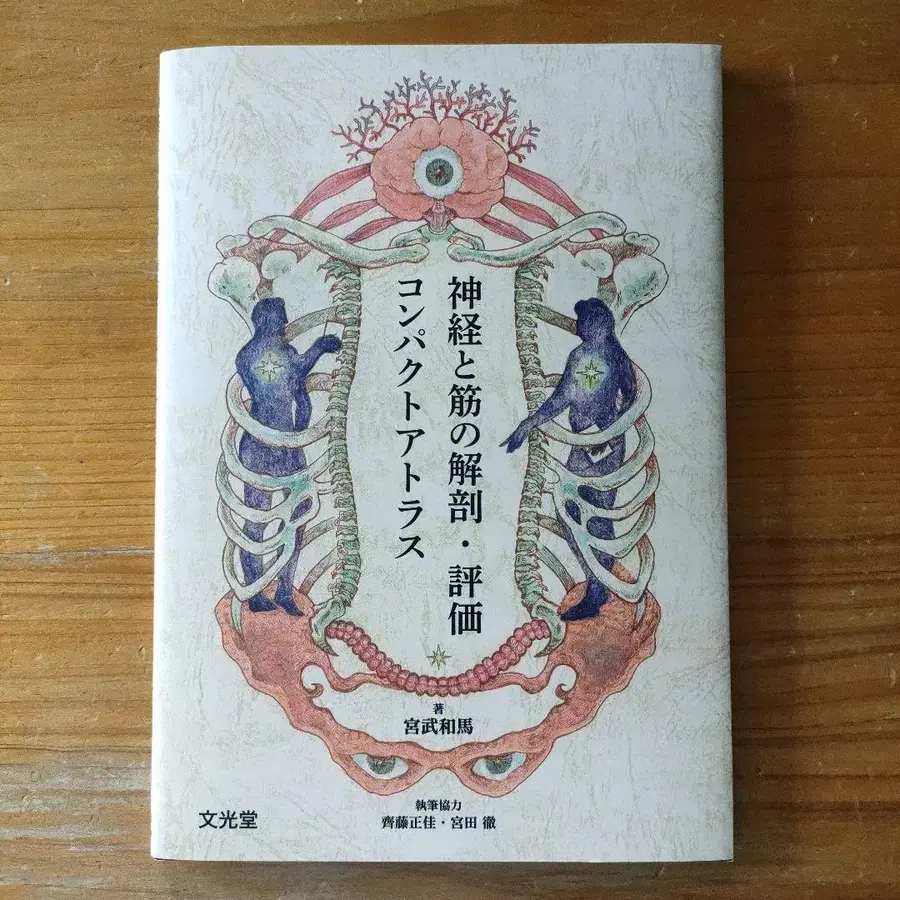 神経と筋の解剖・評価
コンパクトアトラス
著
宮武和馬
執筆協力
齊藤正佳・宮田 徹
文光堂